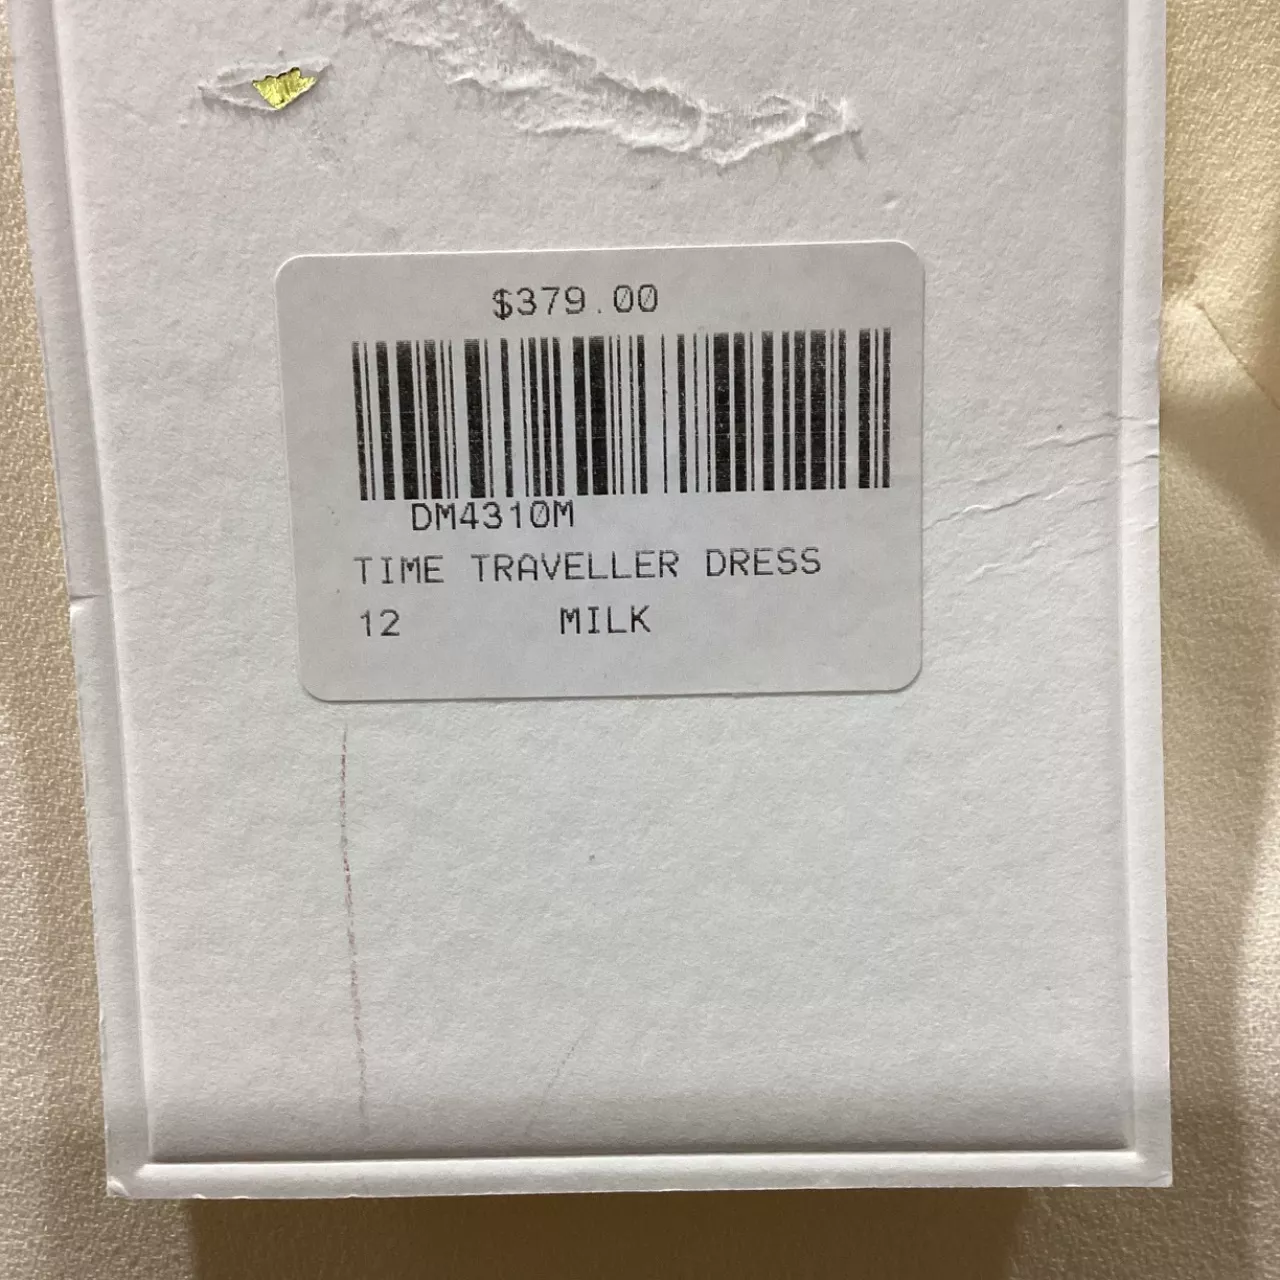 $379.00
DM4310M
TIME TRAVELLER DRESS
12 MILK